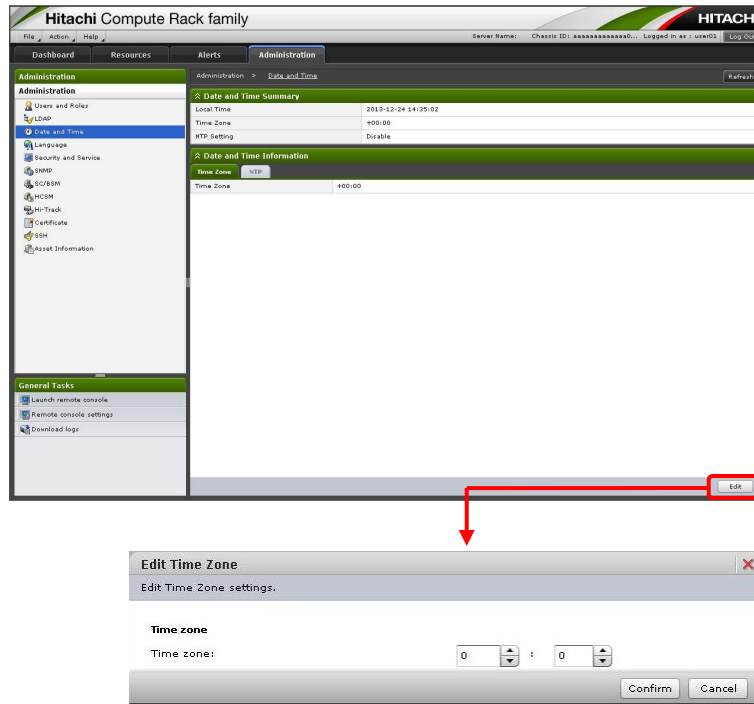 Hitachi Compute Rack family
HITACHI
File Action Help Server Name: Chassis ID: aaaaaaaaaaaaa0... Logged in as : user01 Log Out
Dashboard Resources Alerts Administration
Administration
Administration > Date and Time Refresh
Administration
Users and Roles
LDAP
Date and Time
Language
Security and Service
SNMP
SC/BSM
HCSM
Hi-Track
Certificate
SSH
Asset Information
Date and Time Summary
Local Time 2013-12-24 14:35:02
Time Zone +00:00
NTP Setting Disable
Date and Time Information
Time Zone NTP
Time Zone +00:00
General Tasks
Launch remote console
Remote console settings
Download logs
Edit
Edit Time Zone
Edit Time Zone settings.
Time zone
Time zone: 0 : 0
Confirm Cancel